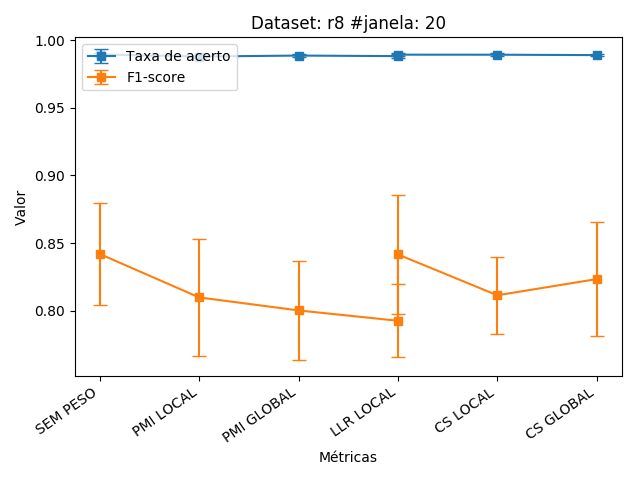 Dataset: r8 #janela: 20
1.00
0.95
0.90
0.85
0.80
Valor
Taxa de acerto
F1-score
SEM PESO
PMI LOCAL
PMI GLOBAL
LLR LOCAL
CS LOCAL
CS GLOBAL
Métricas